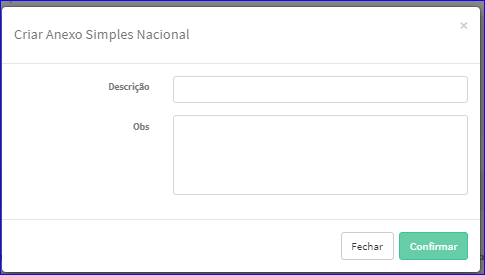 Criar Anexo Simples Nacional
×
Descrição
Obs
Fechar
Confirmar